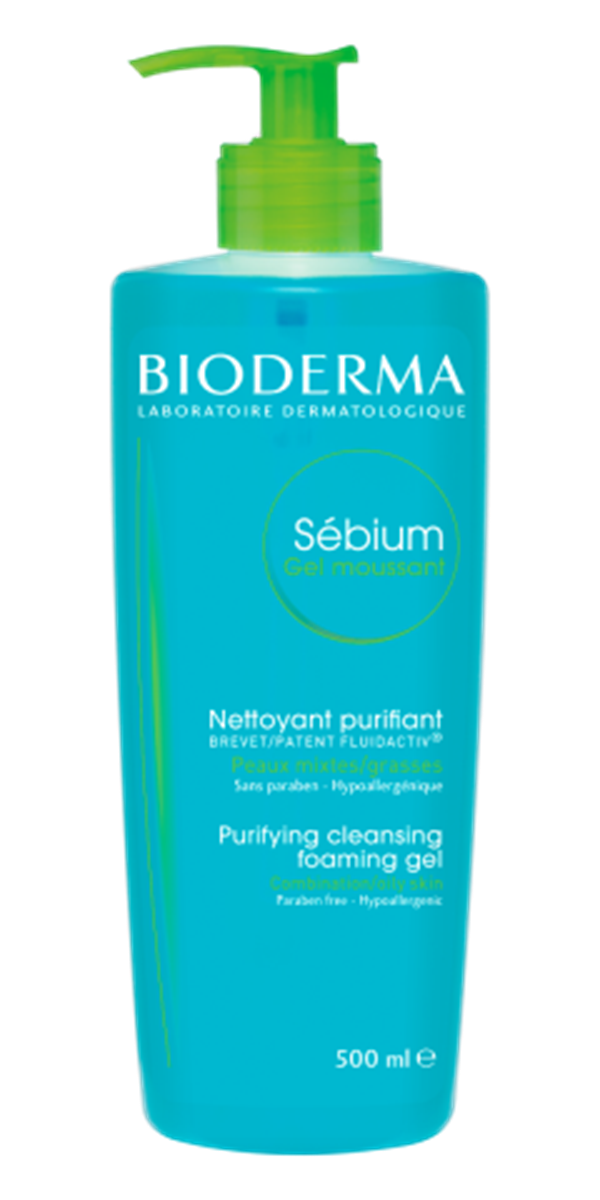 BIODERMA
LABORATOIRE DERMATOLOGIQUE
Sébium
Gel moussant
Nettoyant purifiant
BREVET/PATENT FLUIDACTIV®
Peaux mixtes/grasses
Sans paraben - Hypoallergénique
Purifying cleansing
foaming gel
Combination/oily skin
Paraben free - Hypoallergenic
500 ml ℮